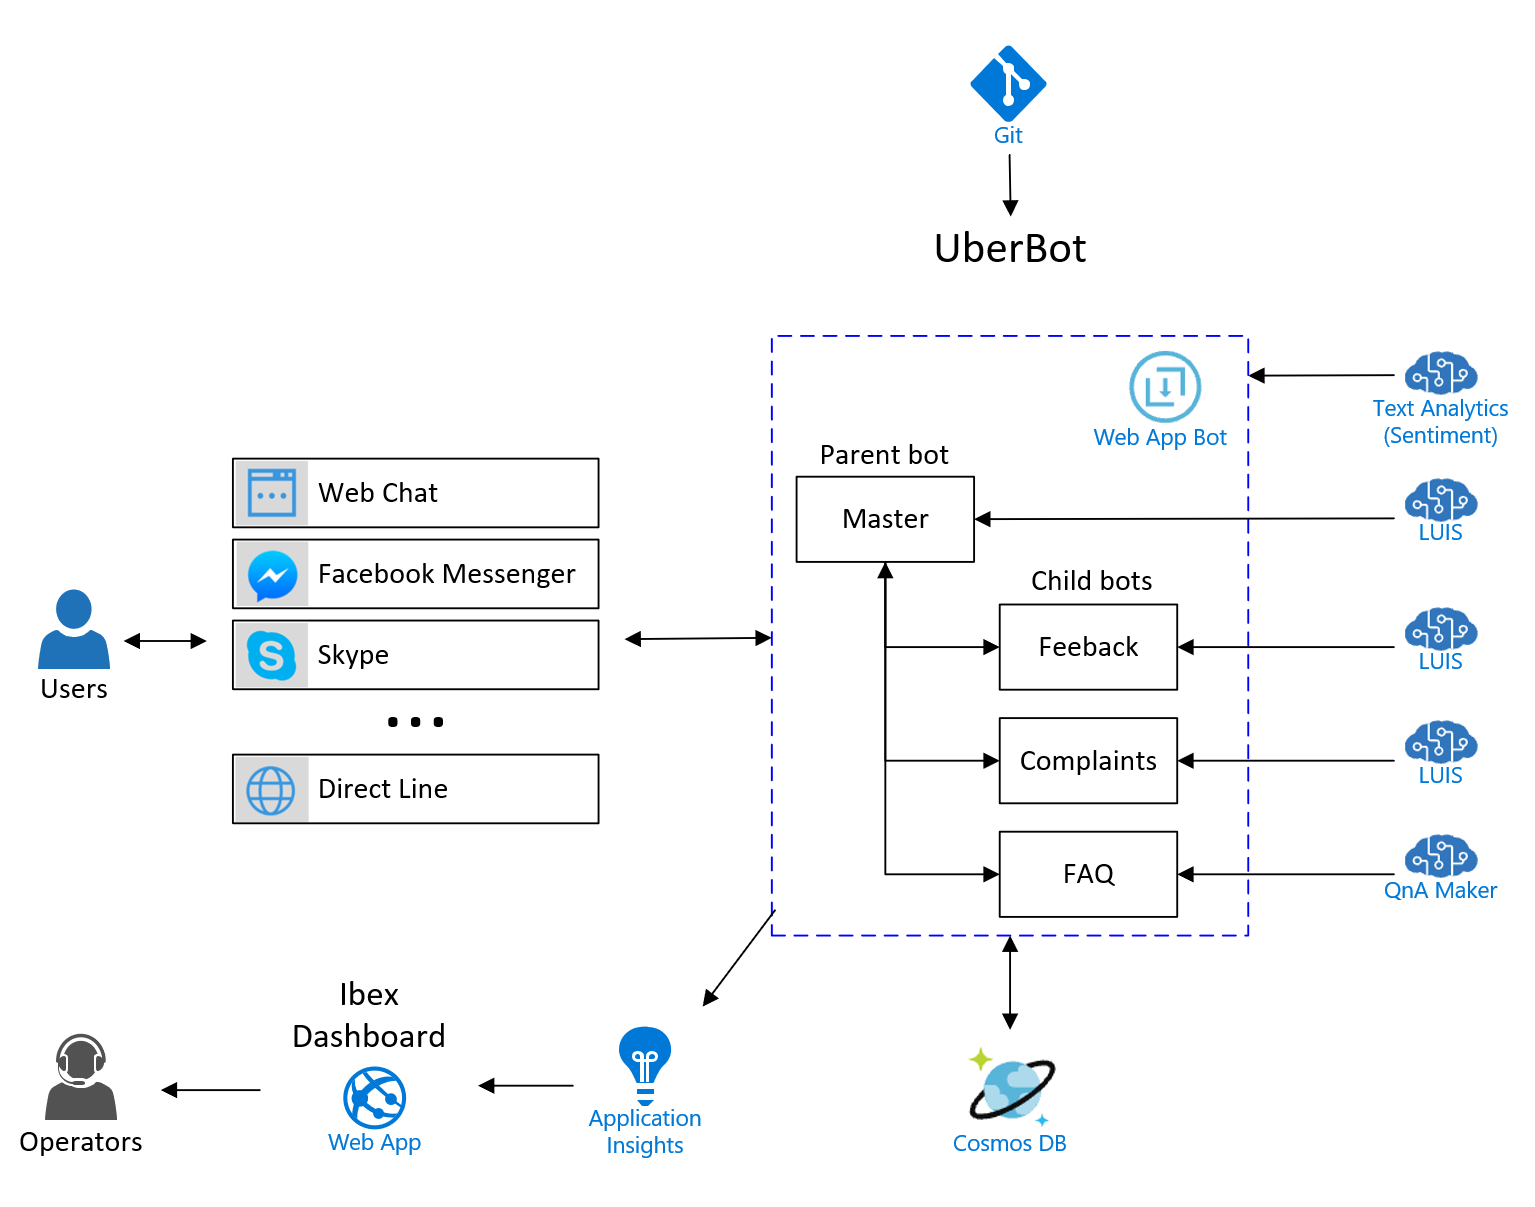 Git
UberBot
Web App Bot
Text Analytics
(Sentiment)
Parent bot
Master
LUIS
Child bots
Feeback
LUIS
Complaints
LUIS
FAQ
QnA Maker
Web Chat
Facebook Messenger
Skype
...
Direct Line
Users
Ibex
Dashboard
Web App
Operators
Application
Insights
Cosmos DB